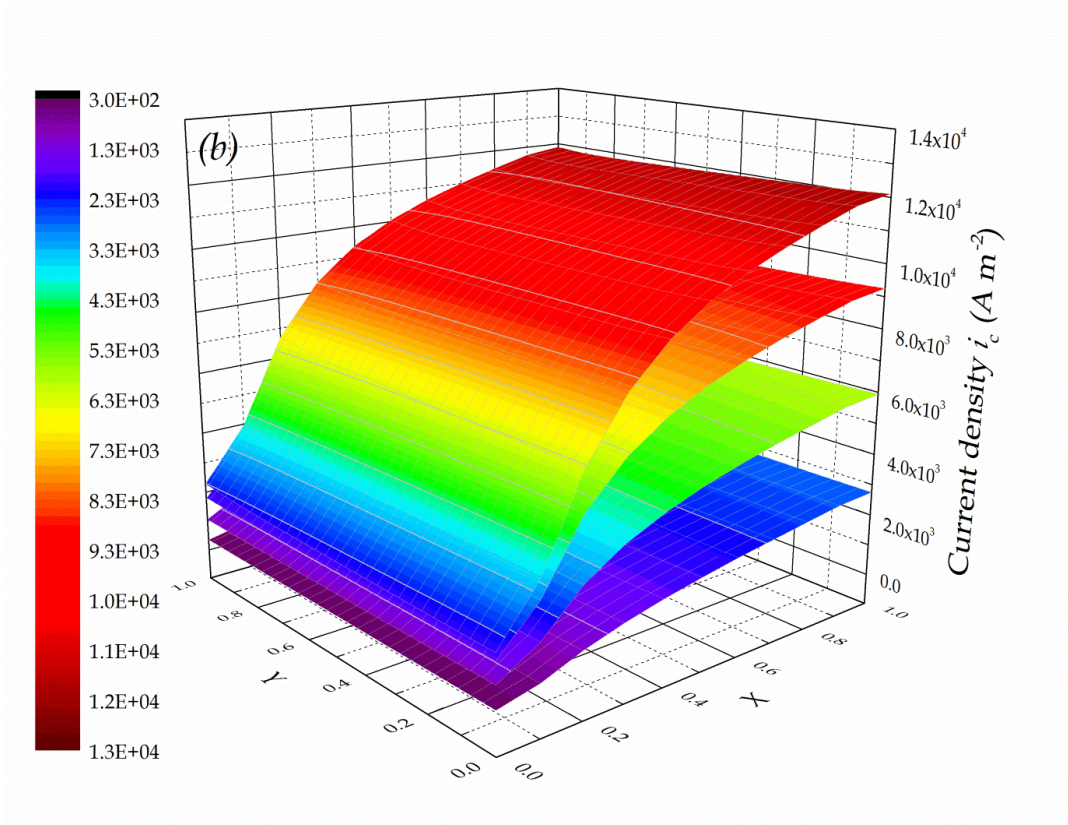 (b)
3.0E+02
1.3E+03
2.3E+03
3.3E+03
4.3E+03
5.3E+03
6.3E+03
7.3E+03
8.3E+03
9.3E+03
1.0E+04
1.1E+04
1.2E+04
1.3E+04
1.4x10⁴
1.2x10⁴
1.0x10⁴
8.0x10³
6.0x10³
4.0x10³
2.0x10³
0.0
Current density i_c (A m⁻²)
1.0
0.8
0.6
0.4
0.2
0.0
Y
0.0
0.2
0.4
0.6
0.8
1.0
X